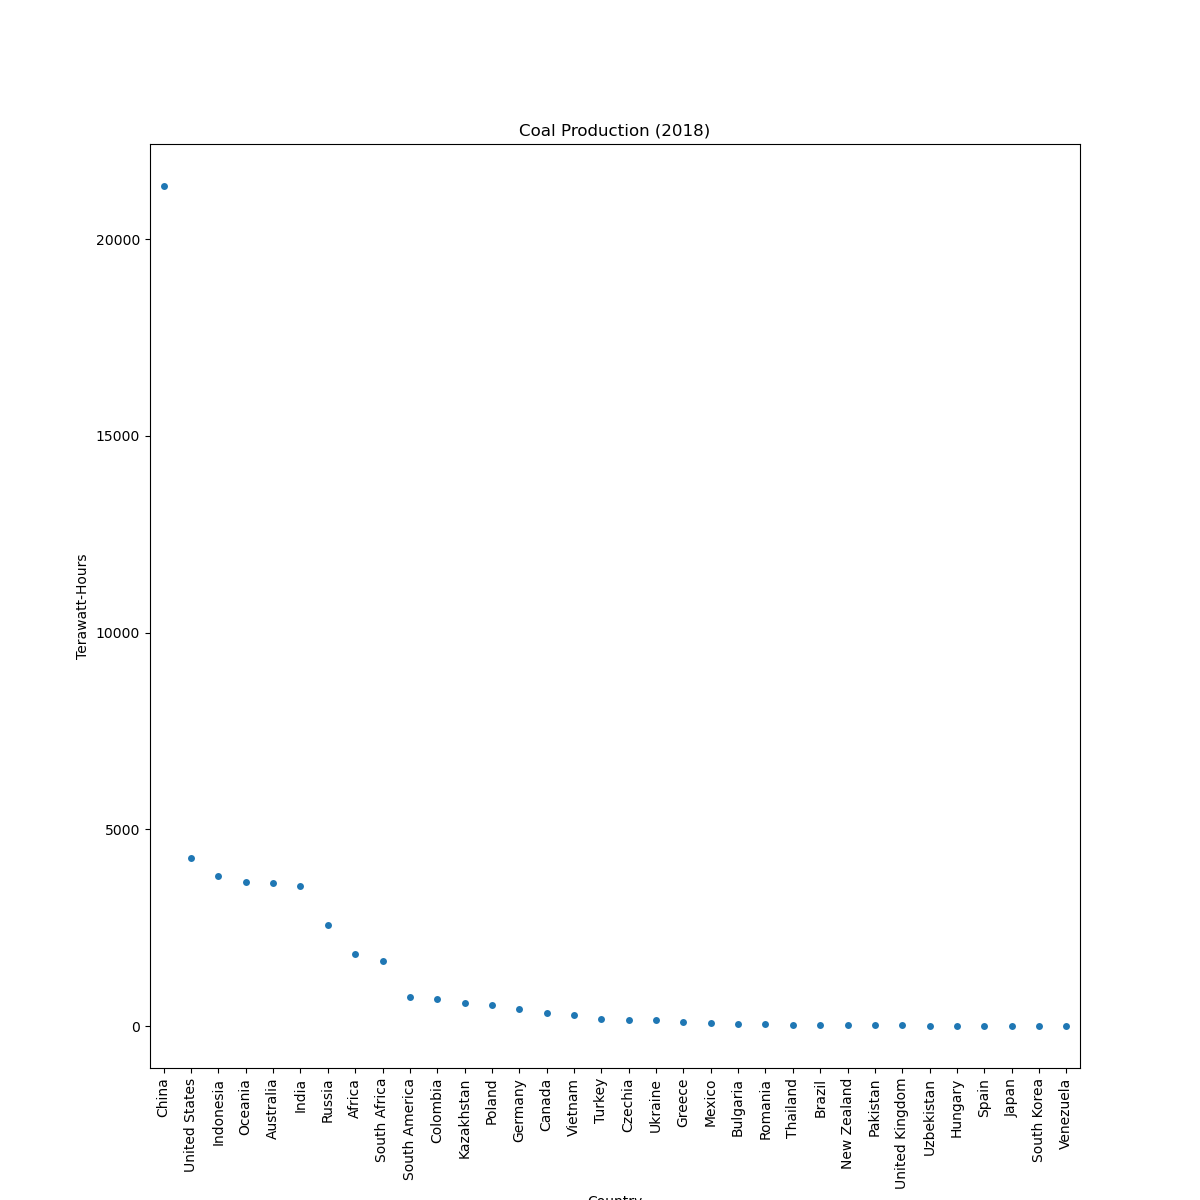 Coal Production (2018)
20000
15000
10000
5000
0
Terawatt-Hours
China
United States
Indonesia
Oceania
Australia
India
Russia
Africa
South Africa
South America
Colombia
Kazakhstan
Poland
Germany
Canada
Vietnam
Turkey
Czechia
Ukraine
Greece
Mexico
Bulgaria
Romania
Thailand
Brazil
New Zealand
Pakistan
United Kingdom
Uzbekistan
Hungary
Spain
Japan
South Korea
Venezuela
Country